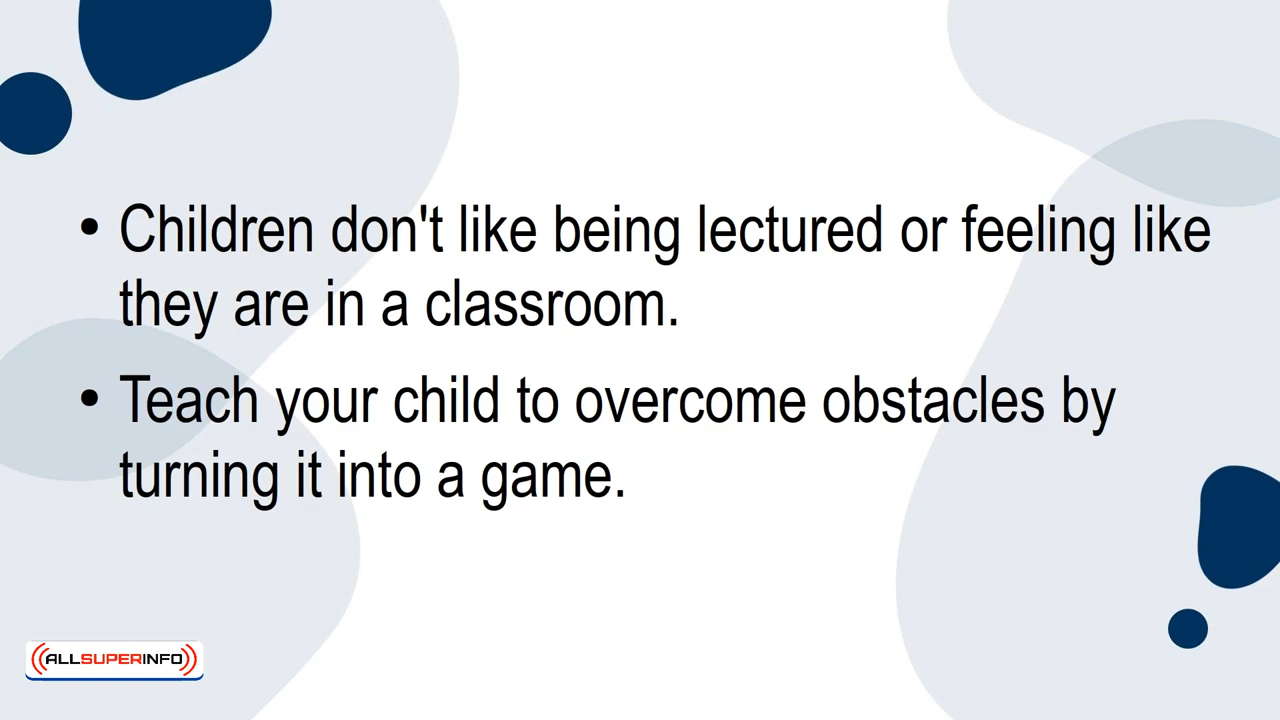 • Children don't like being lectured or feeling like
they are in a classroom.
• Teach your child to overcome obstacles by
turning it into a game.
ALLSUPERINFO